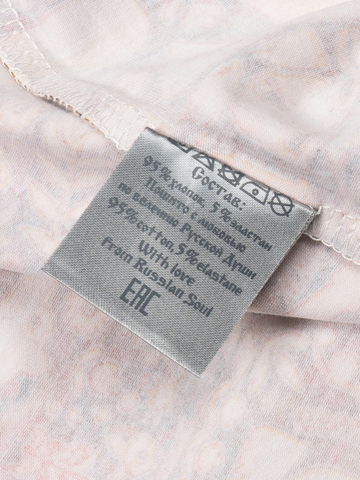 Состав:
95% хлопок, 5% эластан
Пошито с любовью
по велению Русской Души
95% cotton, 5% elastane
With love
From Russian Soul
EAC